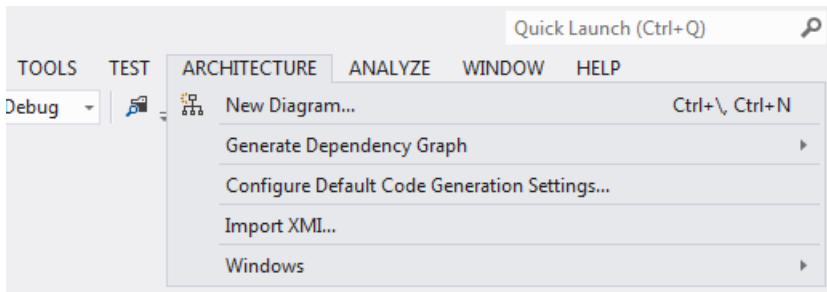 Quick Launch (Ctrl+Q)
TOOLS TEST ARCHITECTURE ANALYZE WINDOW HELP
Debug
New Diagram... Ctrl+\, Ctrl+N
Generate Dependency Graph
Configure Default Code Generation Settings...
Import XMI...
Windows